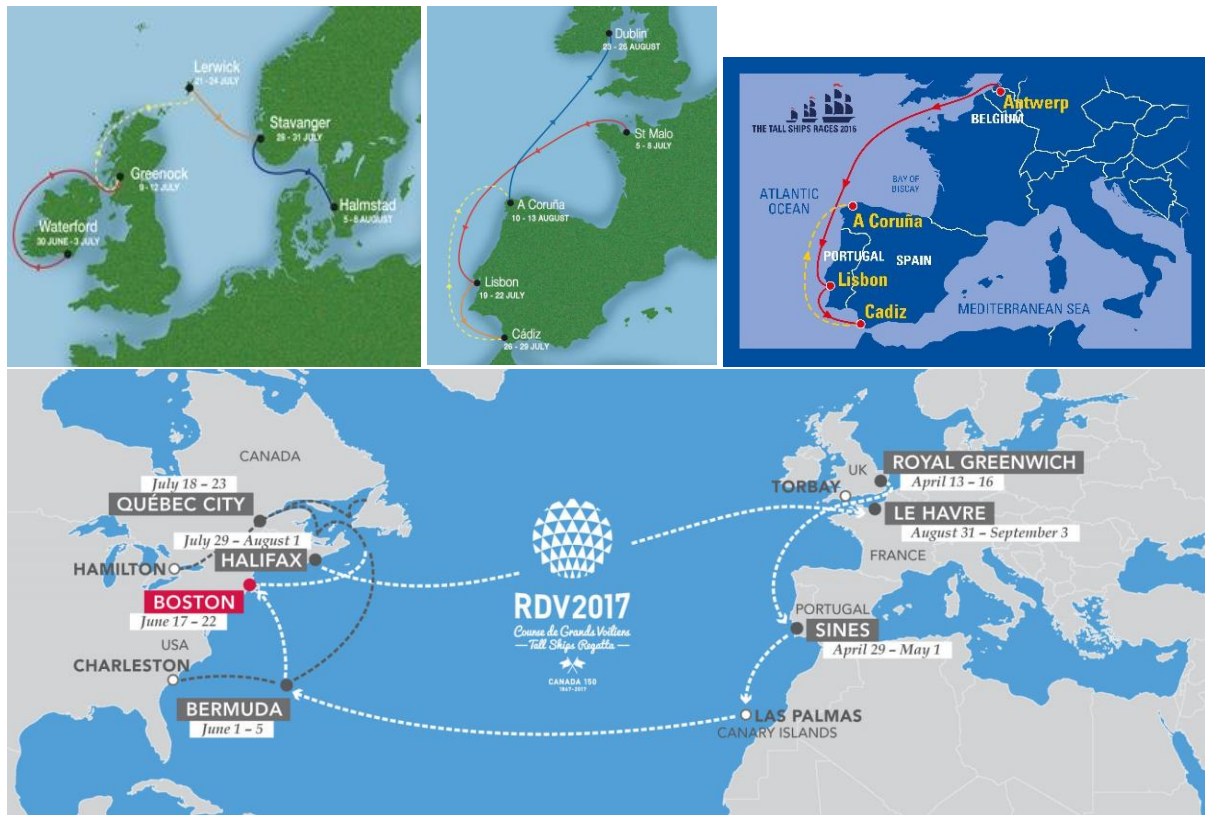 Lerwick
21 - 24 JULY
Stavanger
28 - 31 JULY
Greenock
9 - 12 JULY
Halmstad
5 - 8 AUGUST
Waterford
30 JUNE - 3 JULY
Dublin
23 - 26 AUGUST
St Malo
5 - 8 JULY
A Coruña
10 - 13 AUGUST
Lisbon
19 - 22 JULY
Cádiz
26 - 29 JULY
Antwerp
BELGIUM
THE TALL SHIPS RACES 2016
BAY OF
BISCAY
ATLANTIC
OCEAN
A Coruña
PORTUGAL
SPAIN
Lisbon
Cadiz
MEDITERRANEAN SEA
CANADA
July 18 – 23
QUÉBEC CITY
July 29 – August 1
HALIFAX
HAMILTON
BOSTON
June 17 – 22
USA
CHARLESTON
BERMUDA
June 1 – 5
RDV2017
Course de Grands Voiliers
Tall Ships Regatta
CANADA 150
1867-2017
UK
ROYAL GREENWICH
April 13 – 16
TORBAY
LE HAVRE
August 31 – September 3
FRANCE
PORTUGAL
SINES
April 29 – May 1
LAS PALMAS
CANARY ISLANDS